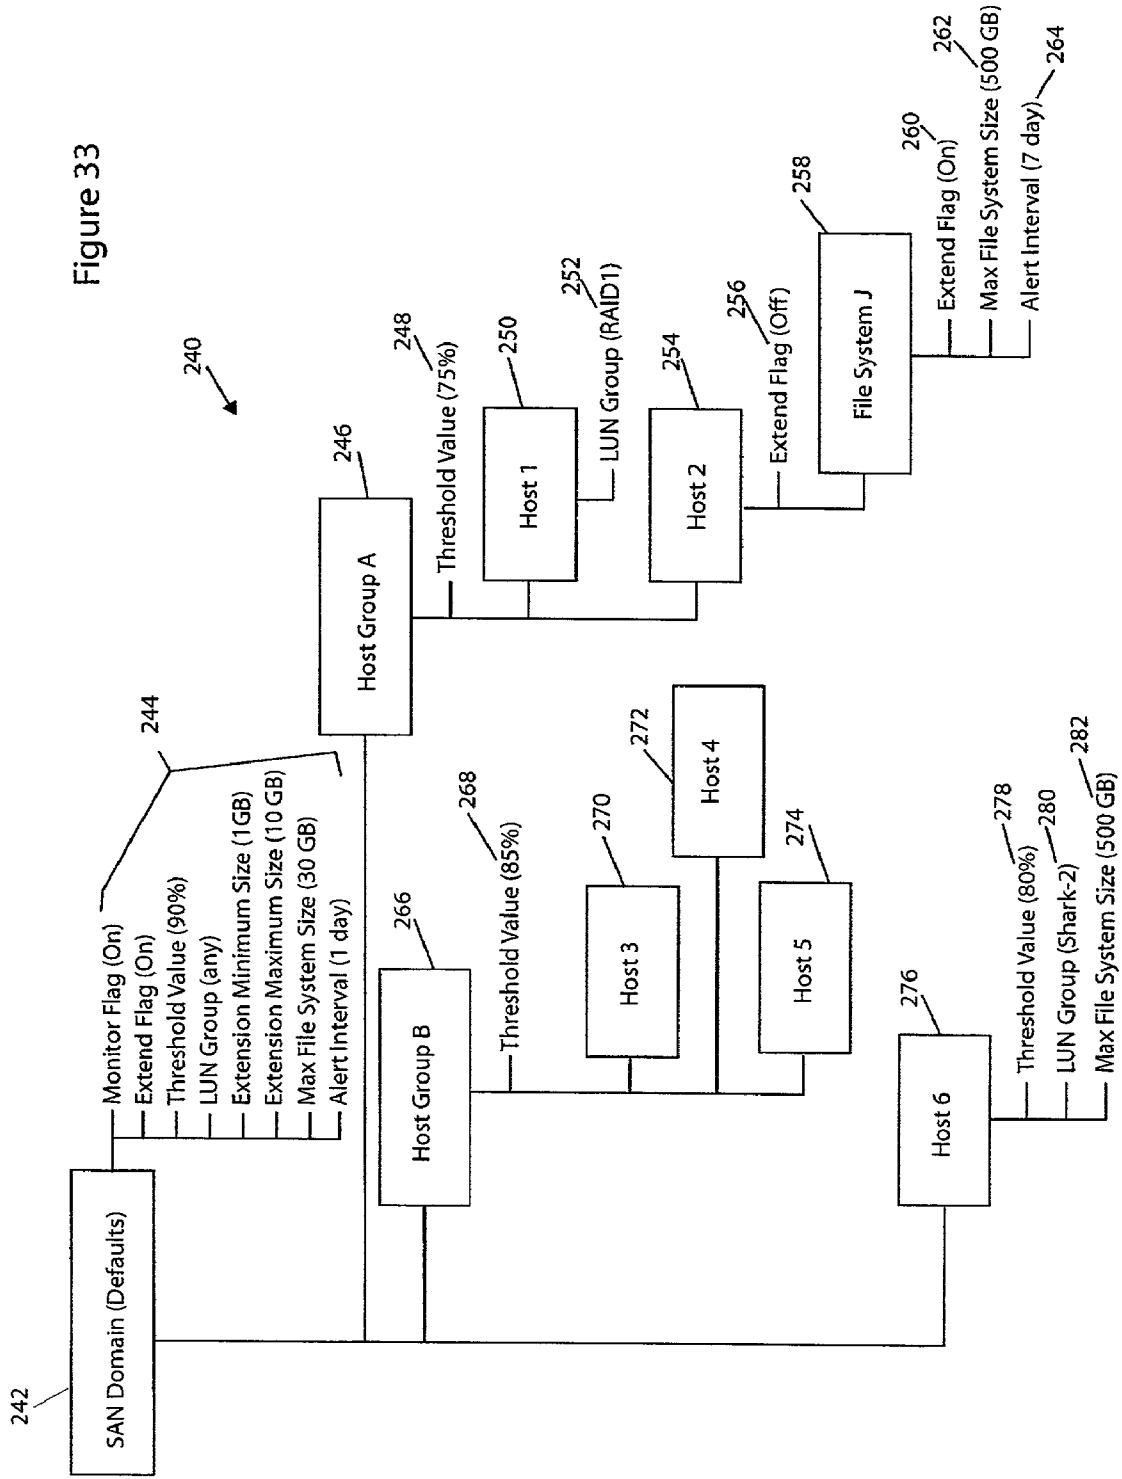 Figure 33
240
242
SAN Domain (Defaults)
244
Monitor Flag (On)
Extend Flag (On)
Threshold Value (90%)
LUN Group (any)
Extension Minimum Size (1GB)
Extension Maximum Size (10 GB)
Max File System Size (30 GB)
Alert Interval (1 day)
246
Host Group A
248
Threshold Value (75%)
250
Host 1
252
LUN Group (RAID1)
254
Host 2
256
Extend Flag (Off)
258
File System J
260
Extend Flag (On)
262
Max File System Size (500 GB)
264
Alert Interval (7 day)
266
Host Group B
268
Threshold Value (85%)
270
Host 3
272
Host 4
274
Host 5
276
Host 6
278
Threshold Value (80%)
280
LUN Group (Shark-2)
282
Max File System Size (500 GB)